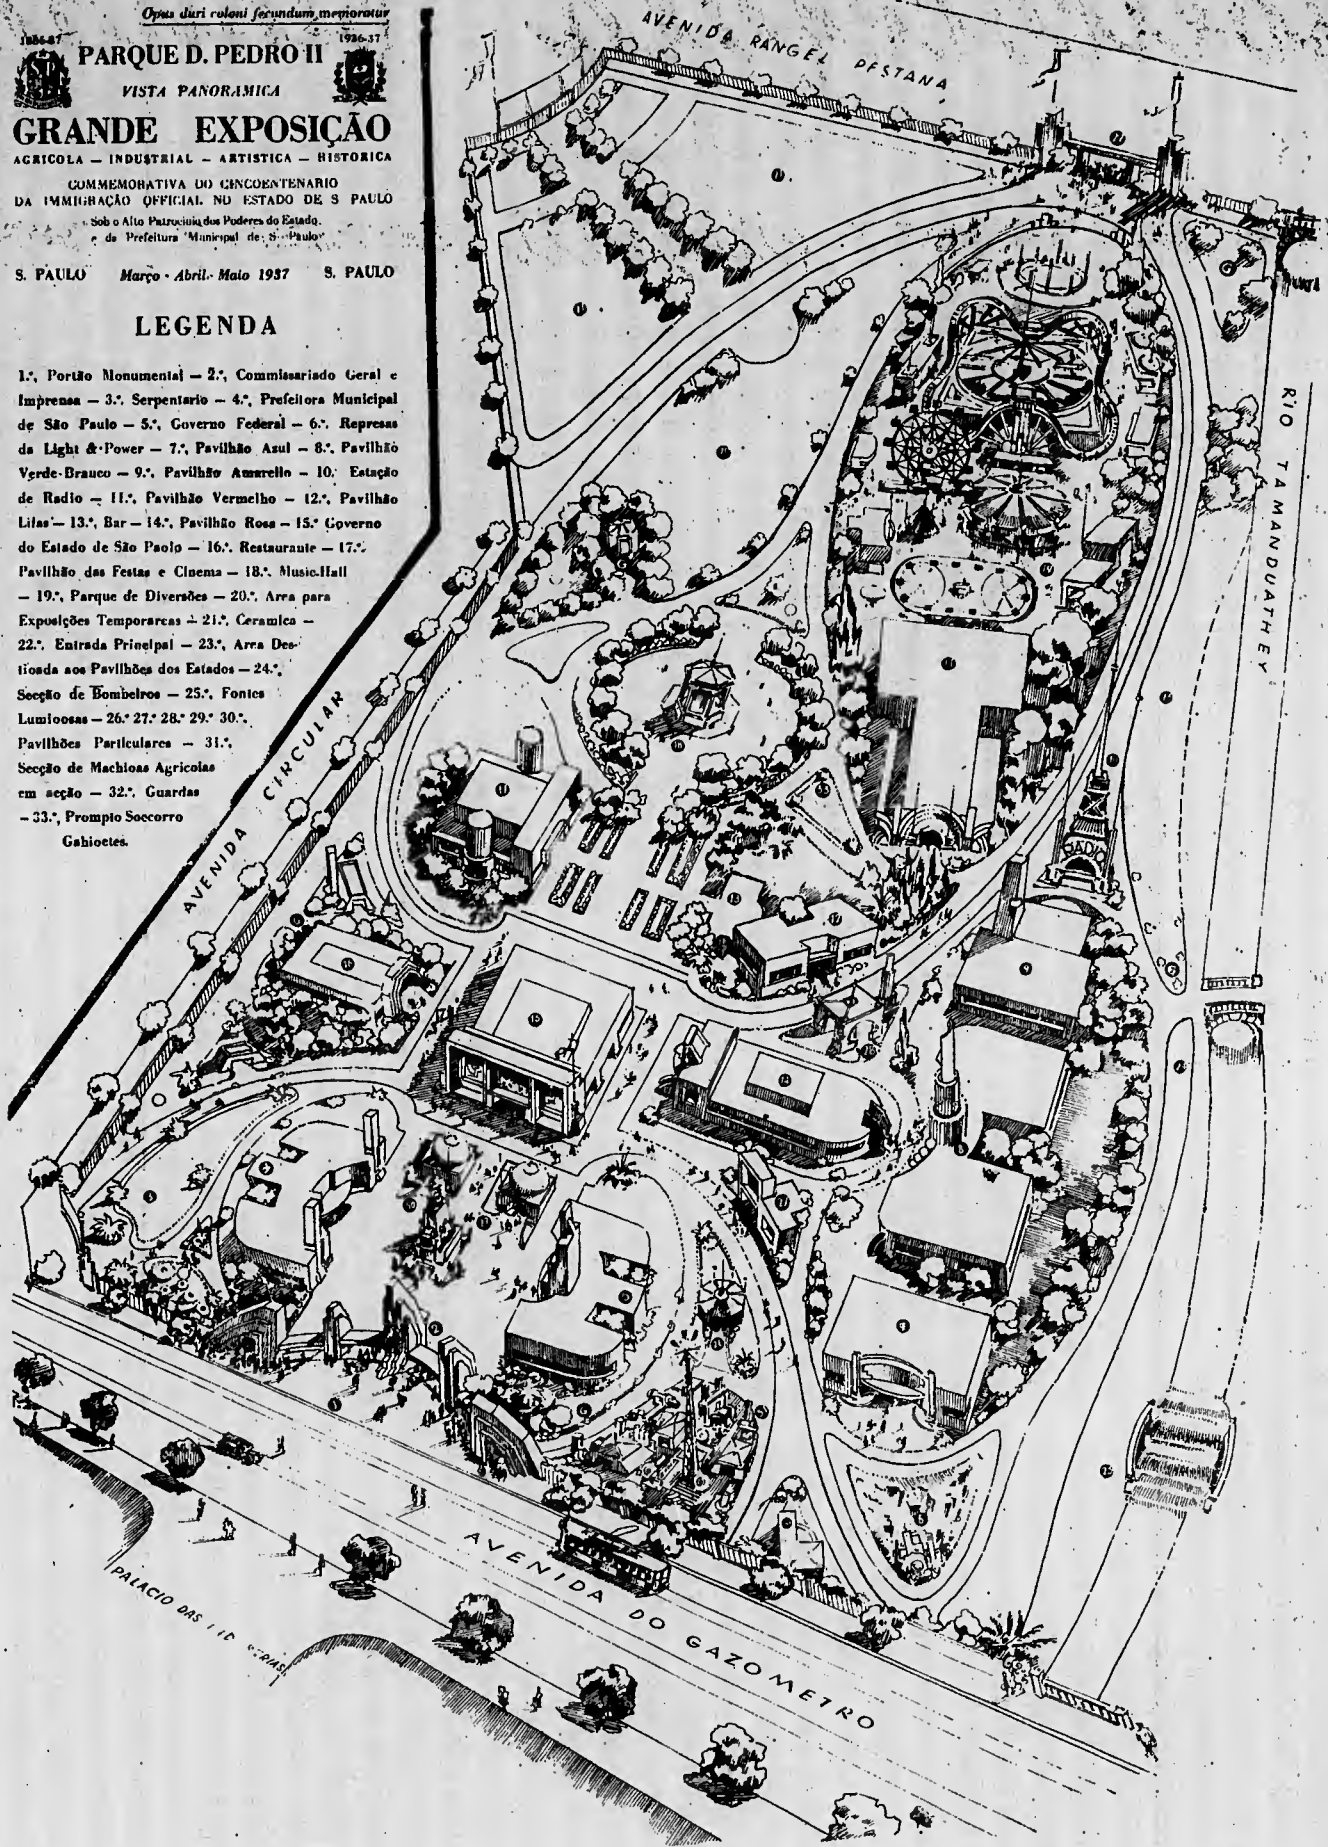 Opus duri coloni fecundum memoratur
1886-87 1936-37
PARQUE D. PEDRO II
VISTA PANORAMICA
GRANDE EXPOSIÇÃO
AGRICOLA — INDUSTRIAL — ARTISTICA — HISTORICA
COMMEMORATIVA DO CINCOENTENARIO
DA IMMIGRAÇÃO OFFICIAL NO ESTADO DE S PAULO
Sob o Alto Patrocinio dos Poderes do Estado.
e da Prefeitura Municipal de S. Paulo
S. PAULO Março - Abril - Maio 1937 S. PAULO
LEGENDA
1.°, Portão Monumental — 2.°, Commissariado Geral e
Imprensa — 3.°. Serpentario — 4.°, Prefeitora Municipal
de São Paulo — 5.°, Governo Federal — 6.°. Represas
da Light & Power — 7.°, Pavilhão Azul — 8.°, Pavilhão
Verde-Branco — 9.°, Pavilhão Amarello — 10. Estação
de Radio — 11.°, Pavilhão Vermelho — 12.°, Pavilhão
Lilas — 13.°, Bar — 14.°, Pavilhão Rosa — 15.° Governo
do Estado de São Paolo — 16.°. Restaurante — 17.°.
Pavilhão das Festas e Cinema — 18.°. Music-Hall
— 19.°, Parque de Diversões — 20.°, Area para
Exposições Temporareas — 21.°, Ceramica —
22.°, Entrada Principal — 23.°, Area Des-
tinada aos Pavilhões dos Estados — 24.°,
Secção de Bombeiros — 25.°, Fontes
Luminosas — 26.° 27.° 28.° 29.° 30.°,
Pavilhões Particulares — 31.°,
Secção de Machinas Agricolas
em acção — 32.°, Guardas
— 33.°, Prompto Soccorro
Gabinetes.
AVENIDA RANGEL PESTANA
RIO TAMANDUATHEY
AVENIDA CIRCULAR
RADIO
AVENIDA DO GAZOMETRO
PALACIO DAS